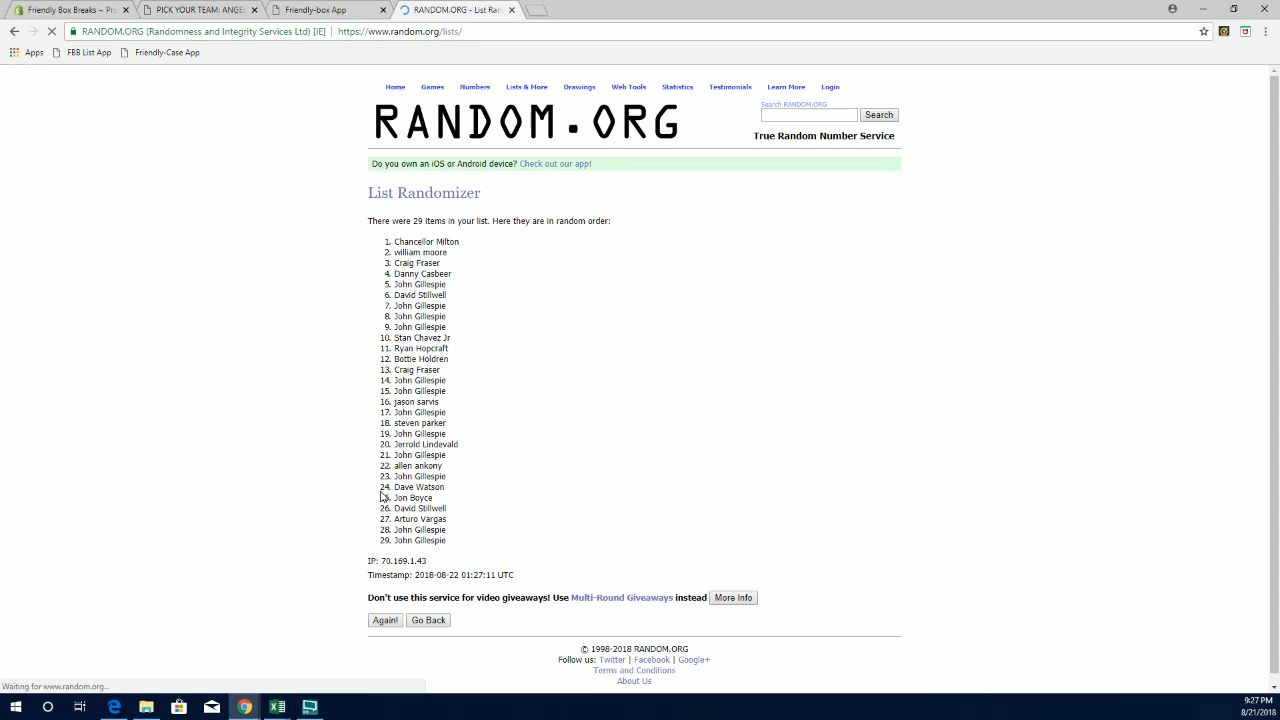 Friendly Box Breaks ~ Pr
PICK YOUR TEAM: ANGEL
Friendly-box App
RANDOM.ORG - List Ran
RANDOM.ORG (Randomness and Integrity Services Ltd) [IE] https://www.random.org/lists/
Apps FBB List App Friendly-Case App
Home Games Numbers Lists & More Drawings Web Tools Statistics Testimonials Learn More Login
RANDOM.ORG
Search RANDOM.ORG
Search
True Random Number Service
Do you own an iOS or Android device? Check out our app!
List Randomizer
There were 29 items in your list. Here they are in random order:
1. Chancellor Milton
2. william moore
3. Craig Fraser
4. Danny Casbeer
5. John Gillespie
6. David Stillwell
7. John Gillespie
8. John Gillespie
9. John Gillespie
10. Stan Chavez Jr
11. Ryan Hopcraft
12. Bottie Holdren
13. Craig Fraser
14. John Gillespie
15. John Gillespie
16. jason sarvis
17. John Gillespie
18. steven parker
19. John Gillespie
20. Jerrold Lindevald
21. John Gillespie
22. allen ankony
23. John Gillespie
24. Dave Watson
5. Jon Boyce
26. David Stillwell
27. Arturo Vargas
28. John Gillespie
29. John Gillespie
IP: 70.169.1.43
Timestamp: 2018-08-22 01:27:11 UTC
Don't use this service for video giveaways! Use Multi-Round Giveaways instead More Info
Again! Go Back
© 1998-2018 RANDOM.ORG
Follow us: Twitter | Facebook | Google+
Terms and Conditions
About Us
Waiting for www.random.org...
9:27 PM
8/21/2018